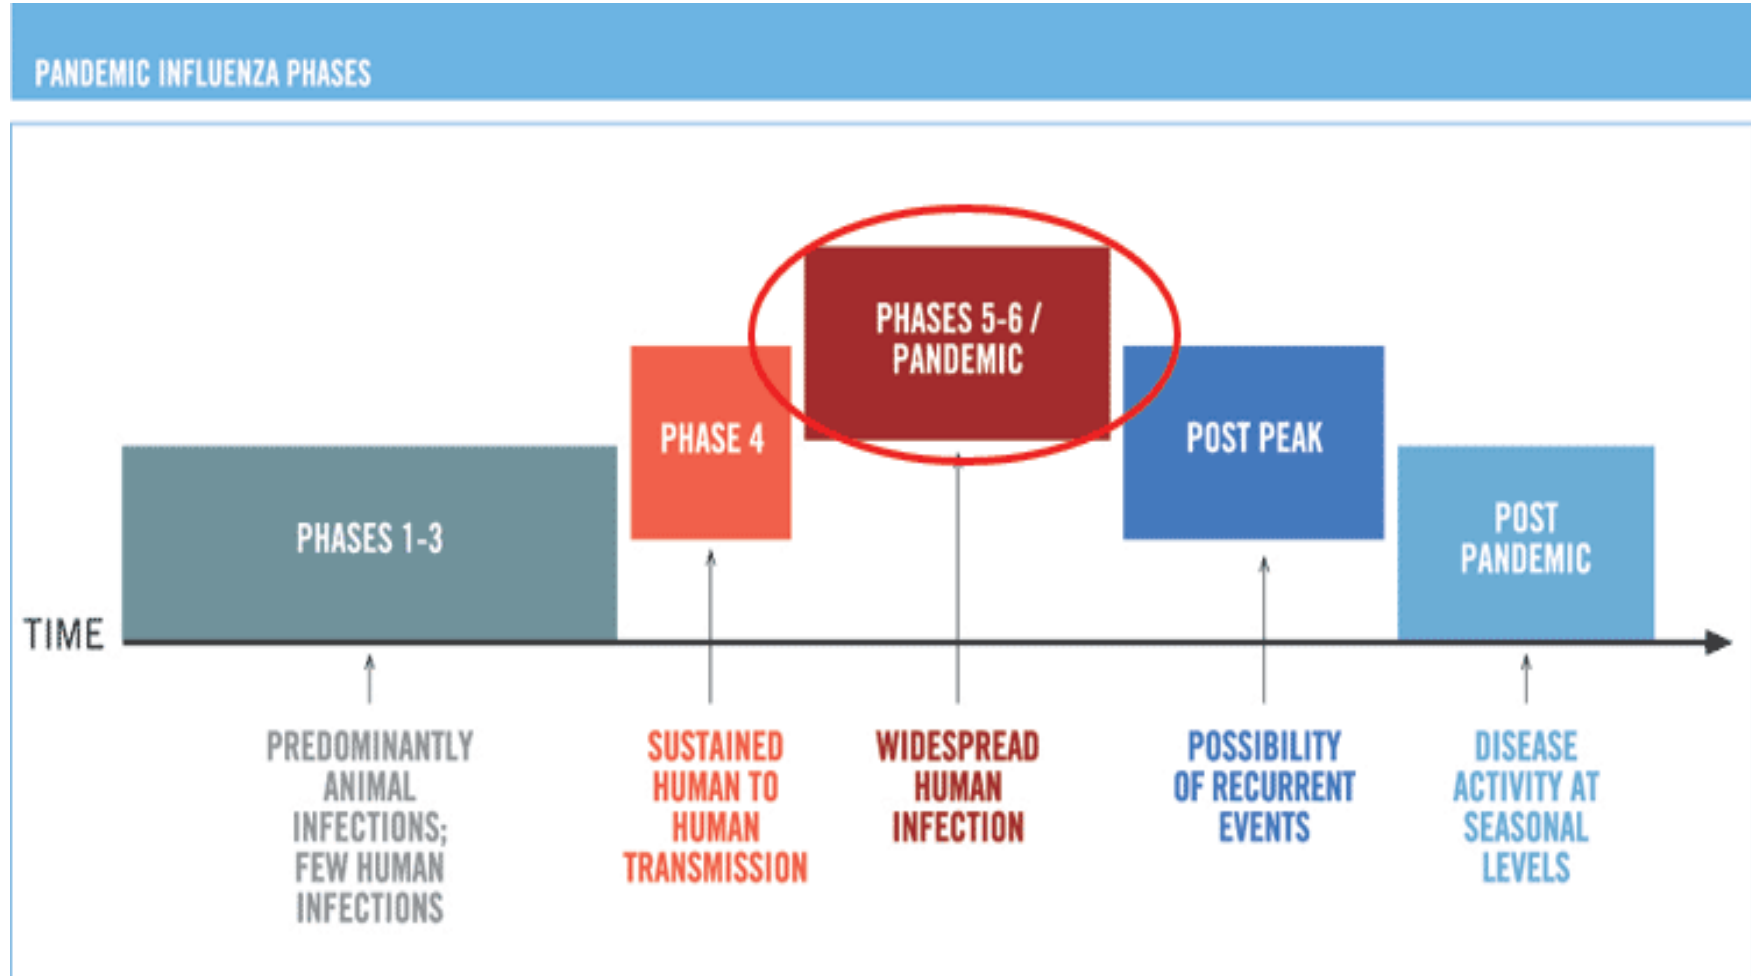 PANDEMIC INFLUENZA PHASES
PHASES 5-6 /
PANDEMIC
PHASE 4
POST PEAK
PHASES 1-3
POST
PANDEMIC
TIME
PREDOMINANTLY
ANIMAL
INFECTIONS;
FEW HUMAN
INFECTIONS
SUSTAINED
HUMAN TO
HUMAN
TRANSMISSION
WIDESPREAD
HUMAN
INFECTION
POSSIBILITY
OF RECURRENT
EVENTS
DISEASE
ACTIVITY AT
SEASONAL
LEVELS